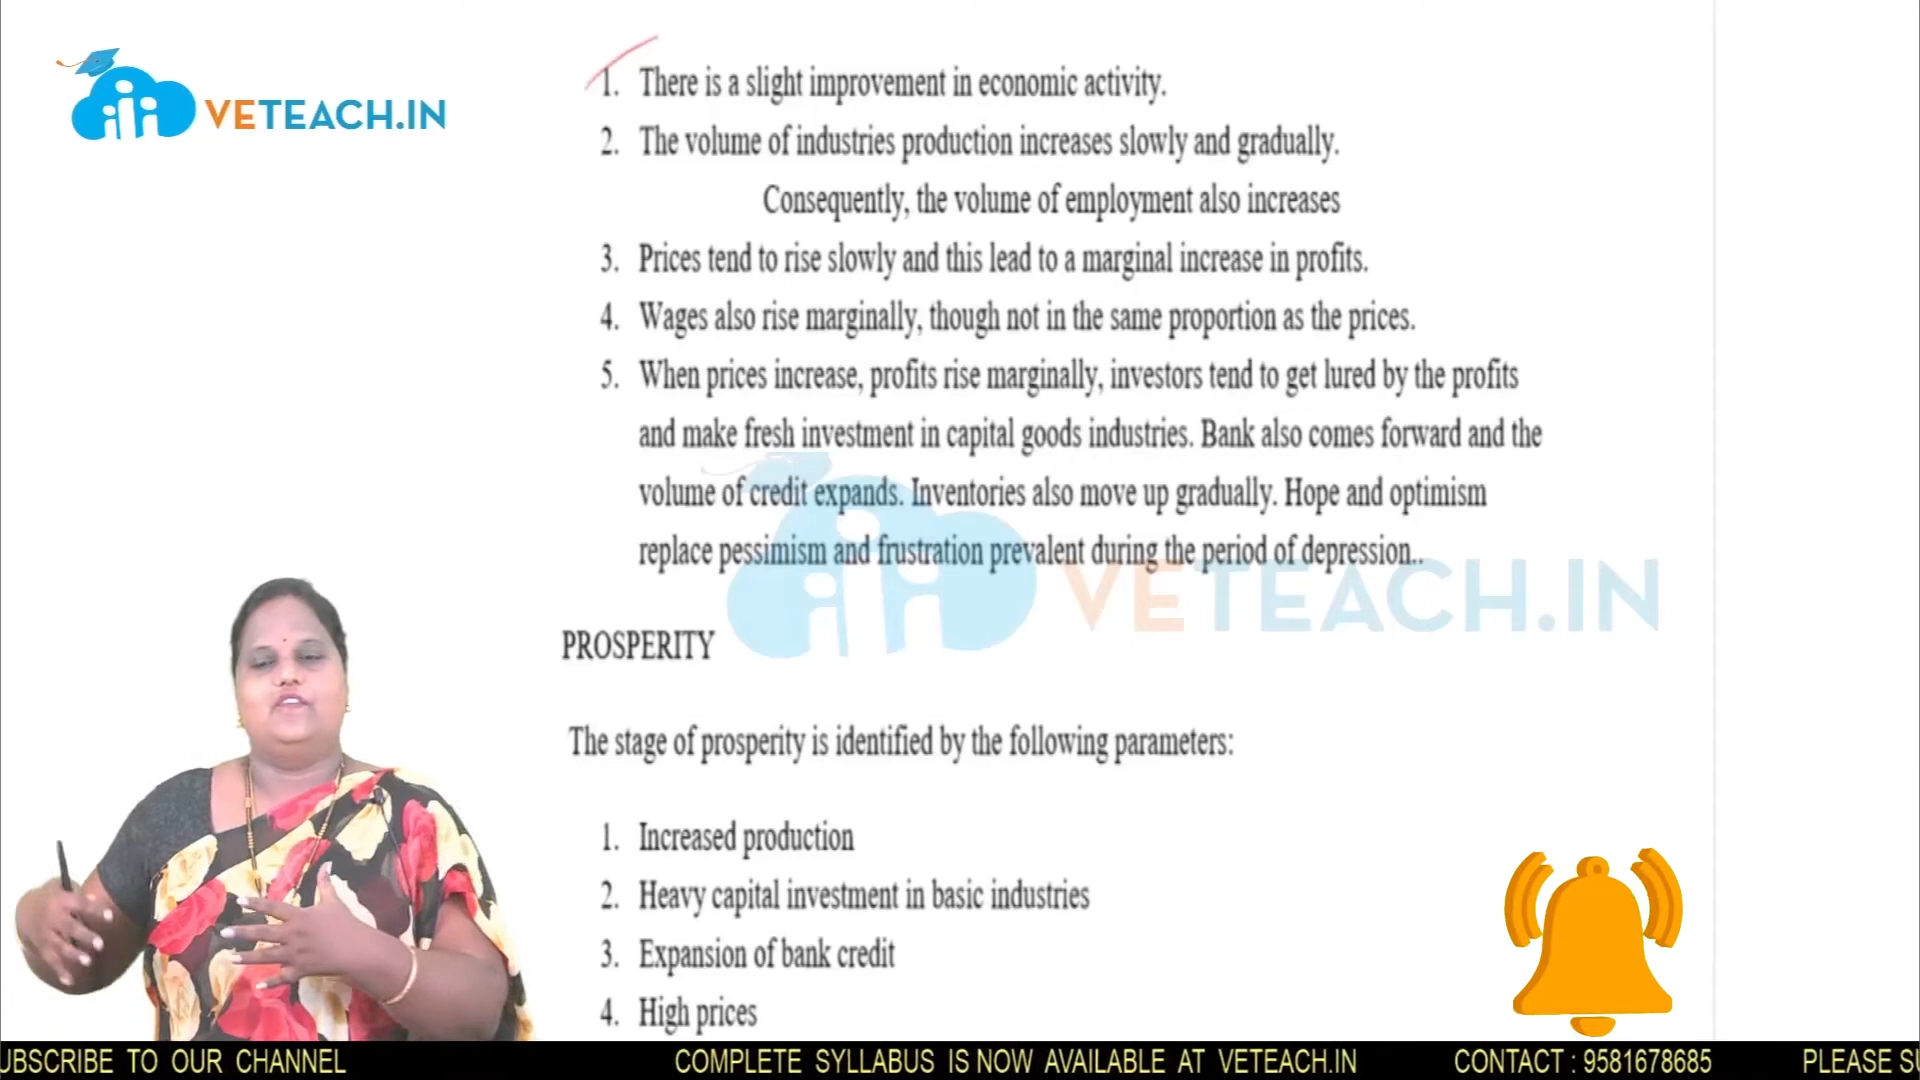 VETEACH.IN
1. There is a slight improvement in economic activity.
2. The volume of industries production increases slowly and gradually.
Consequently, the volume of employment also increases
3. Prices tend to rise slowly and this lead to a marginal increase in profits.
4. Wages also rise marginally, though not in the same proportion as the prices.
5. When prices increase, profits rise marginally, investors tend to get lured by the profits
and make fresh investment in capital goods industries. Bank also comes forward and the
volume of credit expands. Inventories also move up gradually. Hope and optimism
replace pessimism and frustration prevalent during the period of depression..
VETEACH.IN
PROSPERITY
The stage of prosperity is identified by the following parameters:
1. Increased production
2. Heavy capital investment in basic industries
3. Expansion of bank credit
4. High prices
UBSCRIBE TO OUR CHANNEL COMPLETE SYLLABUS IS NOW AVAILABLE AT VETEACH.IN CONTACT : 9581678685 PLEASE SU